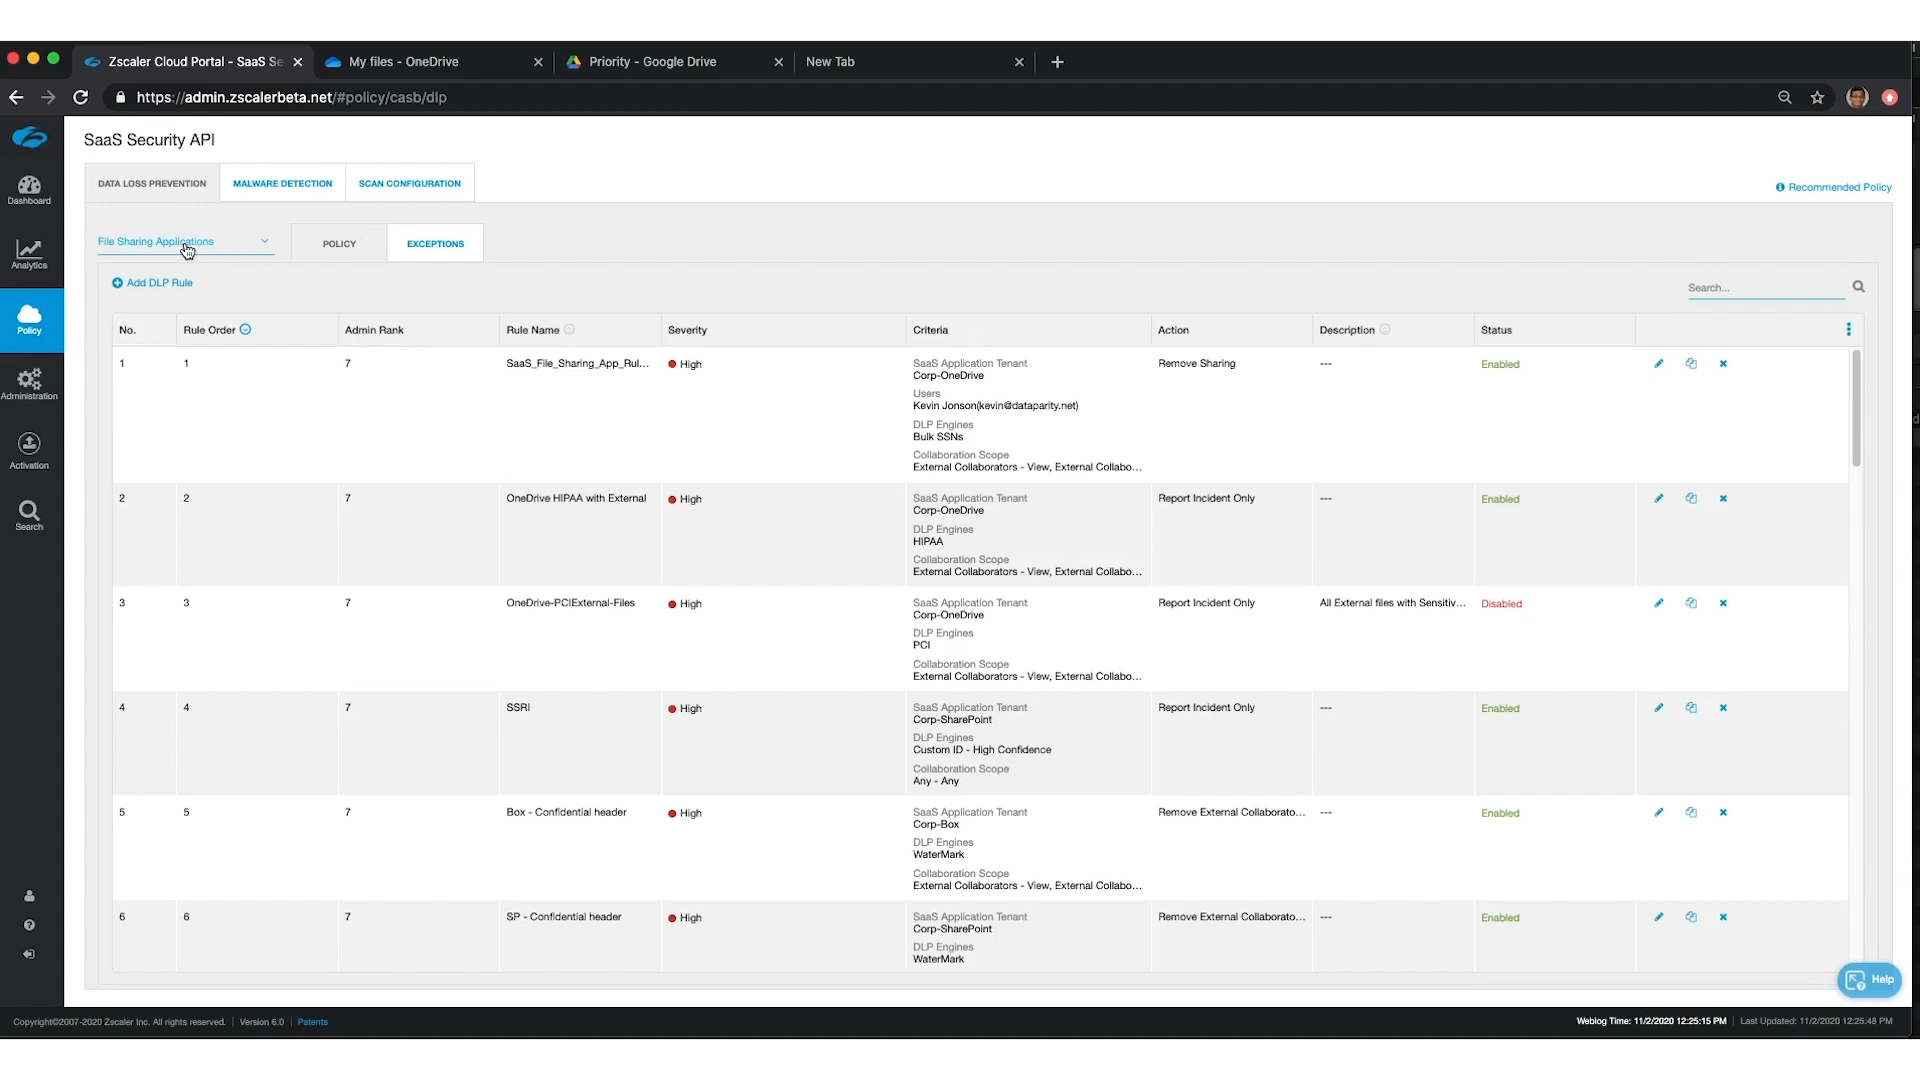 Zscaler Cloud Portal - SaaS Se
My files - OneDrive
Priority - Google Drive
New Tab
https://admin.zscalerbeta.net/#policy/casb/dlp
SaaS Security API
DATA LOSS PREVENTION
MALWARE DETECTION
SCAN CONFIGURATION
Recommended Policy
Dashboard
Analytics
Policy
Administration
Activation
Search
File Sharing Applications
POLICY
EXCEPTIONS
Add DLP Rule
Search...
No. Rule Order Admin Rank Rule Name Severity Criteria Action Description Status
1 1 7 SaaS_File_Sharing_App_Rul... High SaaS Application Tenant Remove Sharing --- Enabled
Corp-OneDrive
Users
Kevin Jonson(kevin@dataparity.net)
DLP Engines
Bulk SSNs
Collaboration Scope
External Collaborators - View, External Collabo...
2 2 7 OneDrive HIPAA with External High SaaS Application Tenant Report Incident Only --- Enabled
Corp-OneDrive
DLP Engines
HIPAA
Collaboration Scope
External Collaborators - View, External Collabo...
3 3 7 OneDrive-PCIExternal-Files High SaaS Application Tenant Report Incident Only All External files with Sensitiv... Disabled
Corp-OneDrive
DLP Engines
PCI
Collaboration Scope
External Collaborators - View, External Collabo...
4 4 7 SSRI High SaaS Application Tenant Report Incident Only --- Enabled
Corp-SharePoint
DLP Engines
Custom ID - High Confidence
Collaboration Scope
Any - Any
5 5 7 Box - Confidential header High SaaS Application Tenant Remove External Collaborato... --- Enabled
Corp-Box
DLP Engines
WaterMark
Collaboration Scope
External Collaborators - View, External Collabo...
6 6 7 SP - Confidential header High SaaS Application Tenant Remove External Collaborato... --- Enabled
Corp-SharePoint
DLP Engines
WaterMark
Help
Copyright©2007-2020 Zscaler Inc. All rights reserved. | Version 6.0 | Patents
Weblog Time: 11/2/2020 12:25:15 PM | Last Updated: 11/2/2020 12:25:48 PM